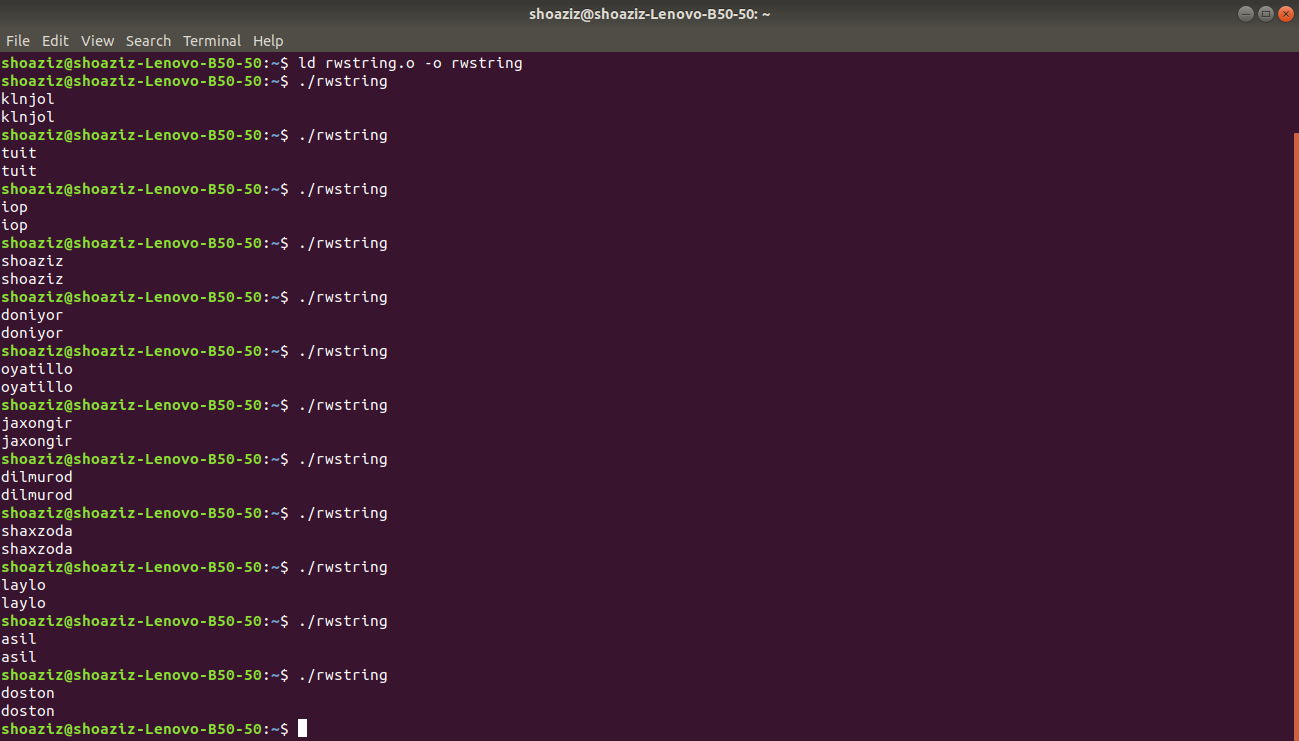 shoaziz@shoaziz-Lenovo-B50-50: ~
File Edit View Search Terminal Help
shoaziz@shoaziz-Lenovo-B50-50:~$ ld rwstring.o -o rwstring
shoaziz@shoaziz-Lenovo-B50-50:~$ ./rwstring
klnjol
klnjol
shoaziz@shoaziz-Lenovo-B50-50:~$ ./rwstring
tuit
tuit
shoaziz@shoaziz-Lenovo-B50-50:~$ ./rwstring
iop
iop
shoaziz@shoaziz-Lenovo-B50-50:~$ ./rwstring
shoaziz
shoaziz
shoaziz@shoaziz-Lenovo-B50-50:~$ ./rwstring
doniyor
doniyor
shoaziz@shoaziz-Lenovo-B50-50:~$ ./rwstring
oyatillo
oyatillo
shoaziz@shoaziz-Lenovo-B50-50:~$ ./rwstring
jaxongir
jaxongir
shoaziz@shoaziz-Lenovo-B50-50:~$ ./rwstring
dilmurod
dilmurod
shoaziz@shoaziz-Lenovo-B50-50:~$ ./rwstring
shaxzoda
shaxzoda
shoaziz@shoaziz-Lenovo-B50-50:~$ ./rwstring
laylo
laylo
shoaziz@shoaziz-Lenovo-B50-50:~$ ./rwstring
asil
asil
shoaziz@shoaziz-Lenovo-B50-50:~$ ./rwstring
doston
doston
shoaziz@shoaziz-Lenovo-B50-50:~$